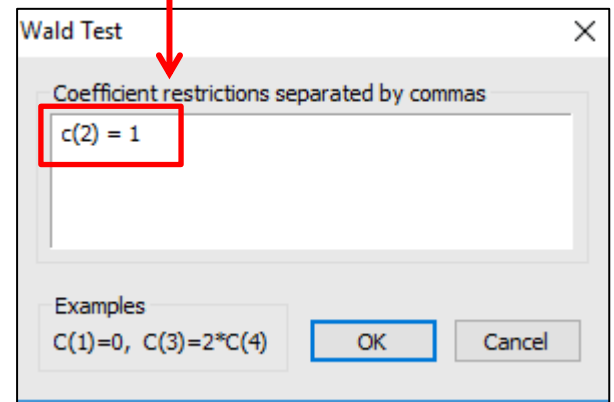 Wald Test
Coefficient restrictions separated by commas
c(2) = 1
Examples
C(1)=0, C(3)=2*C(4)
OK
Cancel